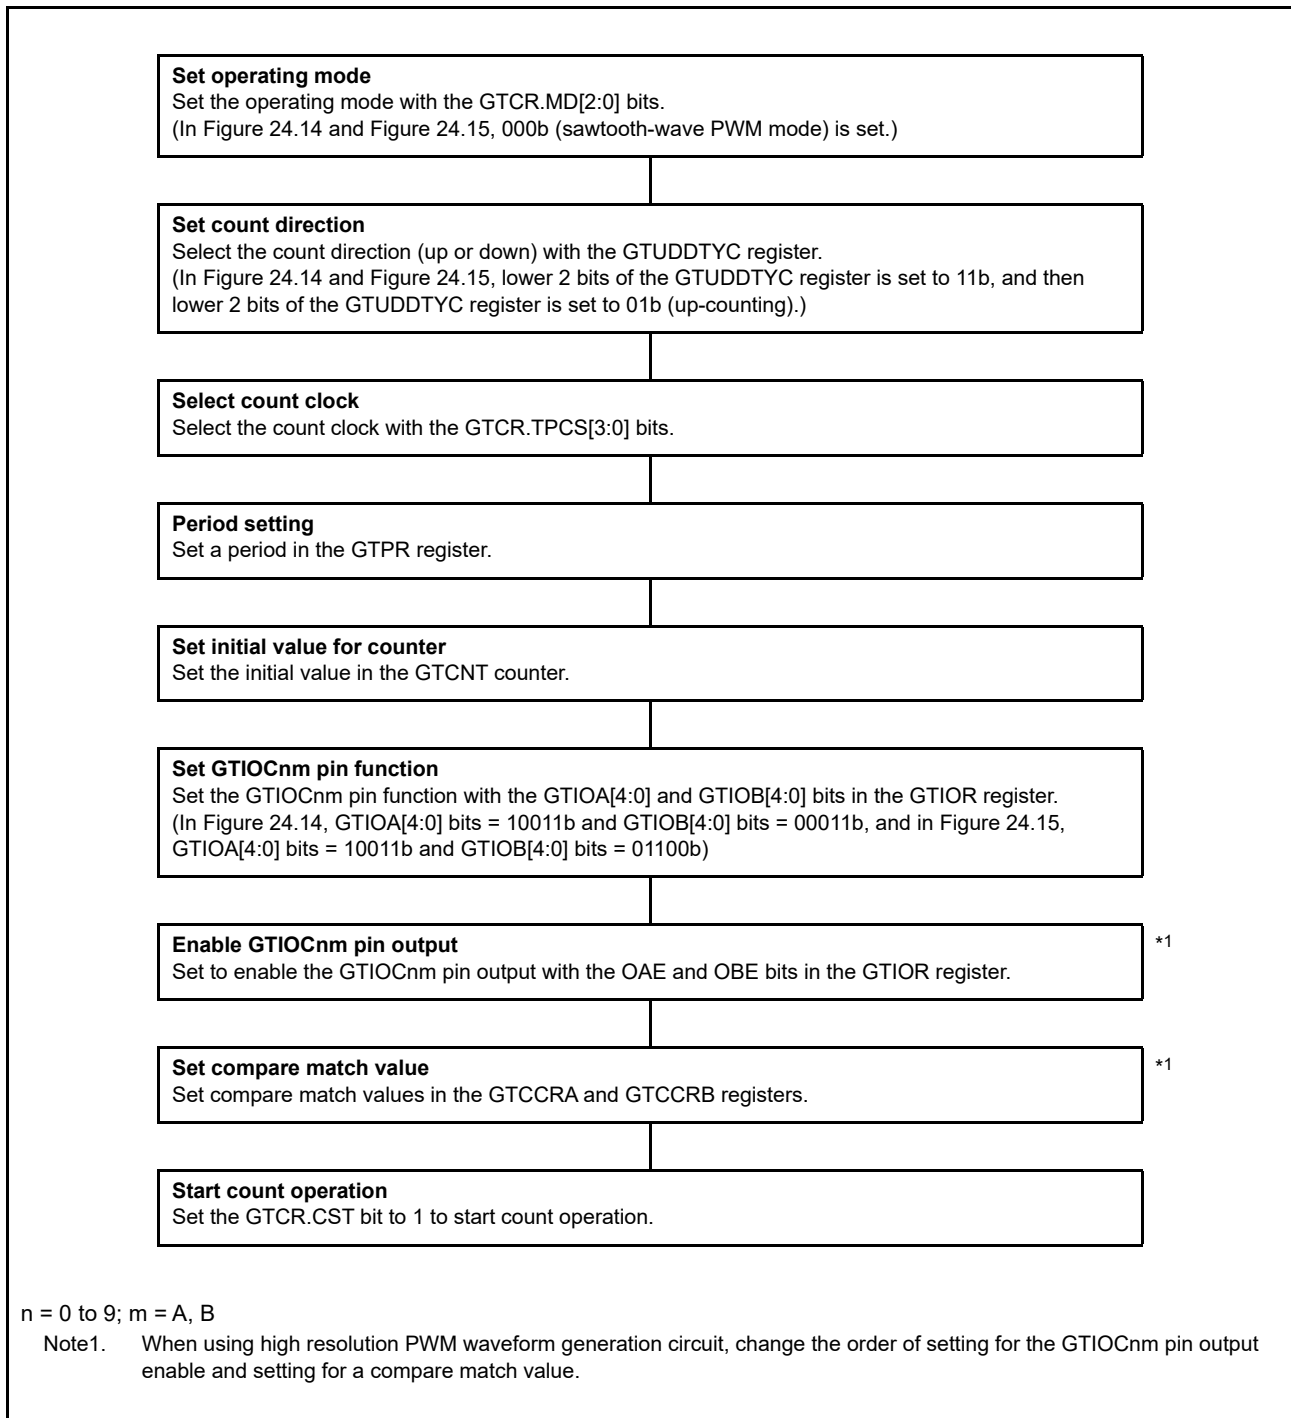 Set operating mode
Set the operating mode with the GTCR.MD[2:0] bits.
(In Figure 24.14 and Figure 24.15, 000b (sawtooth-wave PWM mode) is set.)
Set count direction
Select the count direction (up or down) with the GTUDDTYC register.
(In Figure 24.14 and Figure 24.15, lower 2 bits of the GTUDDTYC register is set to 11b, and then
lower 2 bits of the GTUDDTYC register is set to 01b (up-counting).)
Select count clock
Select the count clock with the GTCR.TPCS[3:0] bits.
Period setting
Set a period in the GTPR register.
Set initial value for counter
Set the initial value in the GTCNT counter.
Set GTIOCnm pin function
Set the GTIOCnm pin function with the GTIOA[4:0] and GTIOB[4:0] bits in the GTIOR register.
(In Figure 24.14, GTIOA[4:0] bits = 10011b and GTIOB[4:0] bits = 00011b, and in Figure 24.15,
GTIOA[4:0] bits = 10011b and GTIOB[4:0] bits = 01100b)
Enable GTIOCnm pin output *1
Set to enable the GTIOCnm pin output with the OAE and OBE bits in the GTIOR register.
Set compare match value *1
Set compare match values in the GTCCRA and GTCCRB registers.
Start count operation
Set the GTCR.CST bit to 1 to start count operation.
n = 0 to 9; m = A, B
Note1. When using high resolution PWM waveform generation circuit, change the order of setting for the GTIOCnm pin output
enable and setting for a compare match value.